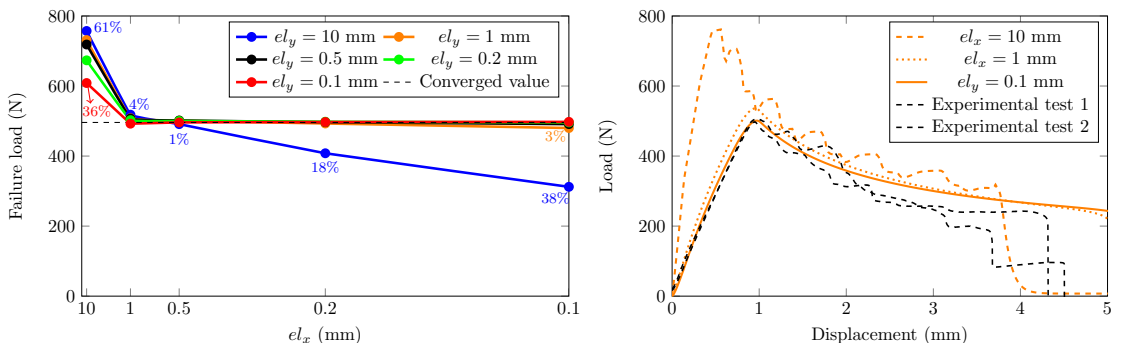 800
600
400
200
0
Failure load (N)
10
1
0.5
0.2
0.1
el_x (mm)
61%
36%
4%
1%
18%
3%
38%
el_y = 10 mm
el_y = 1 mm
el_y = 0.5 mm
el_y = 0.2 mm
el_y = 0.1 mm
Converged value
800
600
400
200
0
Load (N)
0
1
2
3
4
5
Displacement (mm)
el_x = 10 mm
el_x = 1 mm
el_y = 0.1 mm
Experimental test 1
Experimental test 2